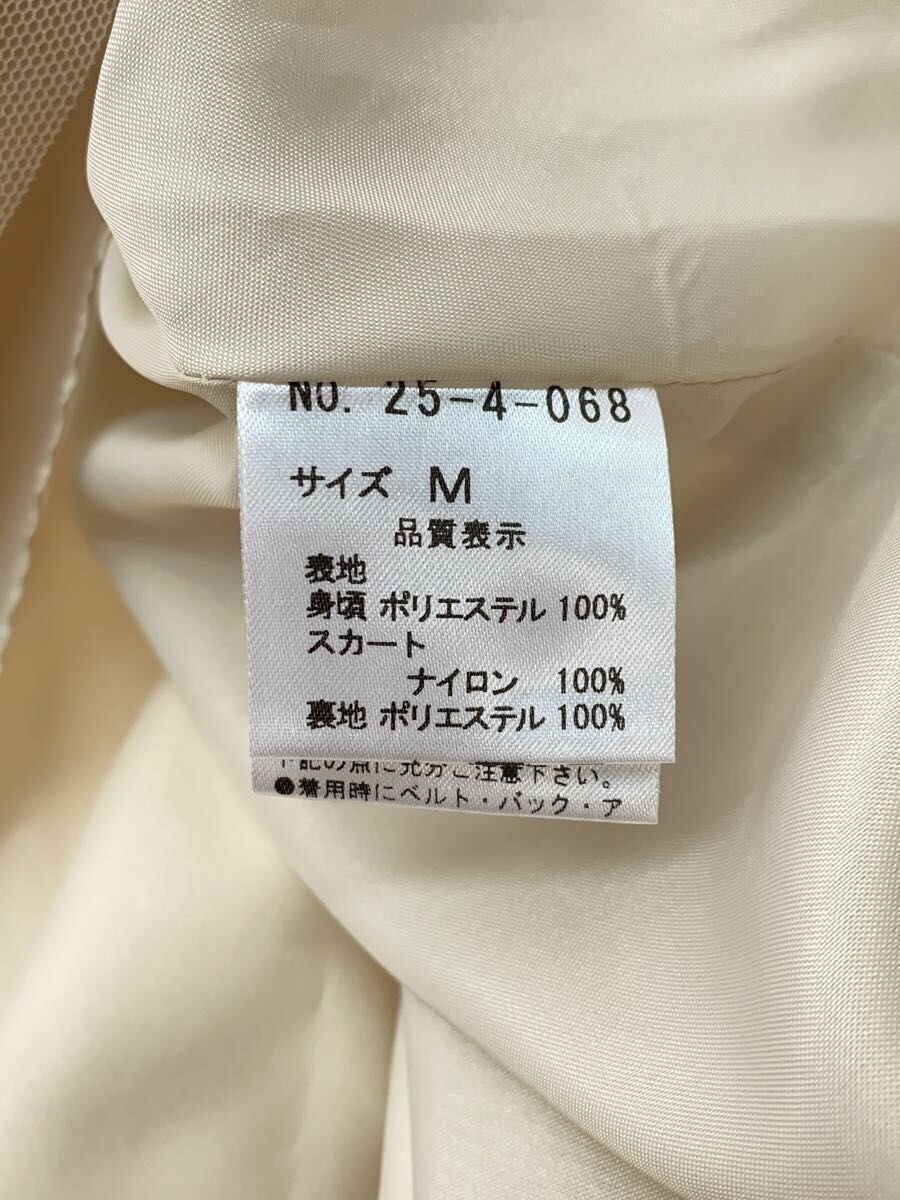 NO. 25-4-068
サイズ M
品質表示
表地
身頃 ポリエステル 100%
スカート
ナイロン 100%
裏地 ポリエステル 100%
下記の点に充分ご注意下さい。
●着用時にベルト・バック・ア